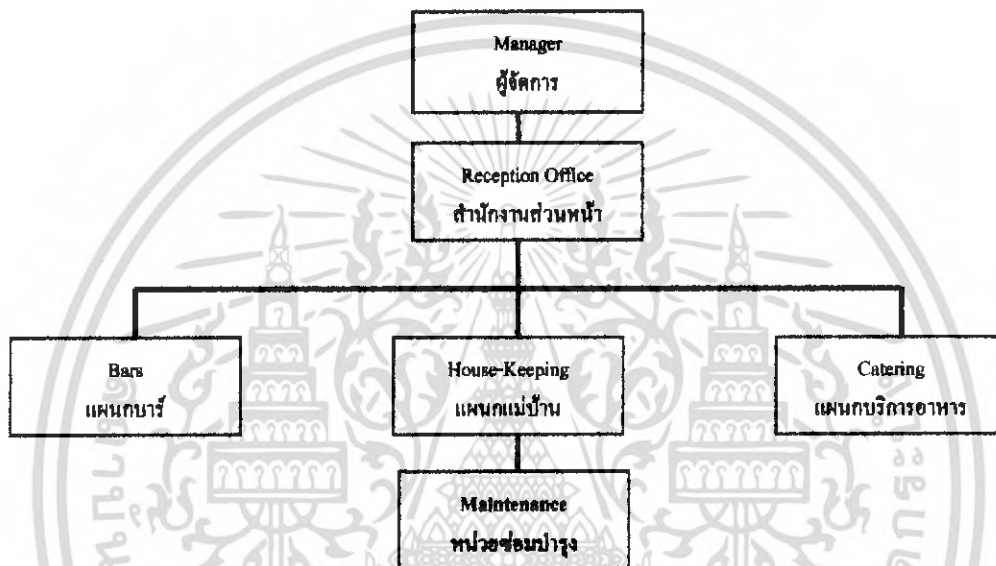 Manager
ผู้จัดการ
Reception Office
สำนักงานส่วนหน้า
Bars
แผนกบาร์
House-Keeping
แผนกแม่บ้าน
Catering
แผนกบริการอาหาร
Maintenance
หน่วยซ่อมบำรุง